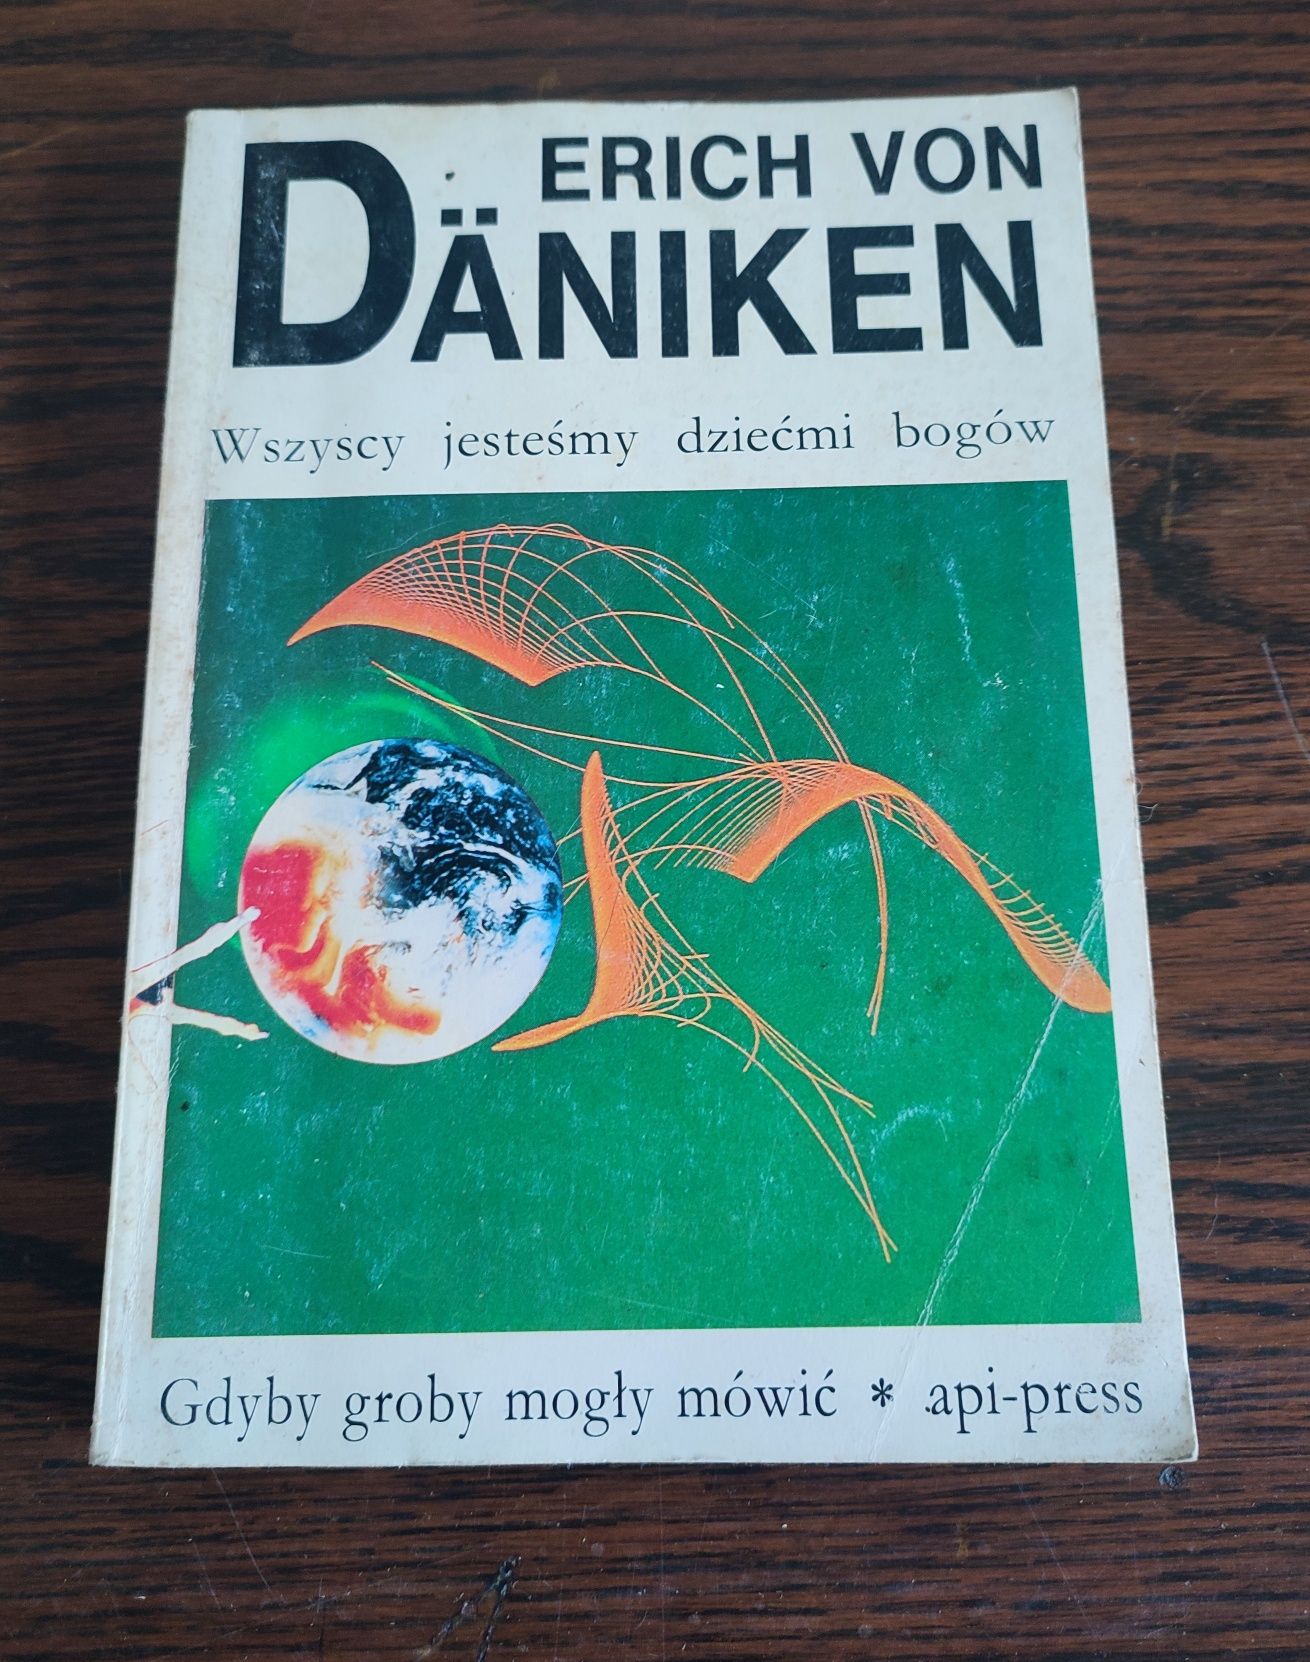 ERICH VON
DÄNIKEN
Wszyscy jesteśmy dziećmi bogów
Gdyby groby mogły mówić * api-press